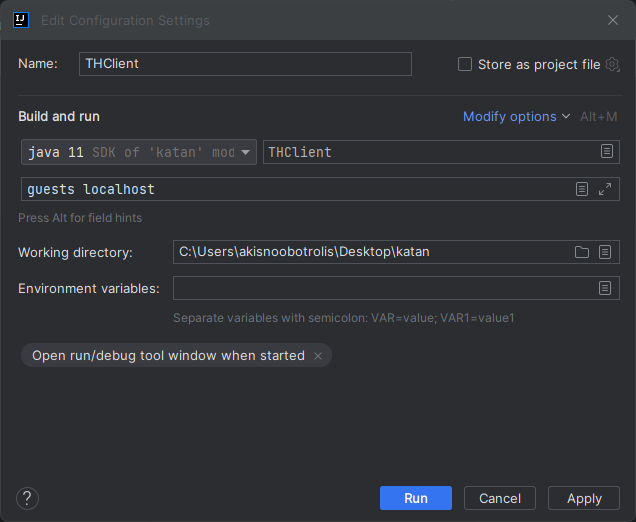 Edit Configuration Settings
Name: THClient Store as project file
Build and run Modify options Alt+M
java 11 SDK of 'katan' mod THClient
guests localhost
Press Alt for field hints
Working directory: C:\Users\akisnoobotrolis\Desktop\katan
Environment variables:
Separate variables with semicolon: VAR=value; VAR1=value1
Open run/debug tool window when started ×
? Run Cancel Apply